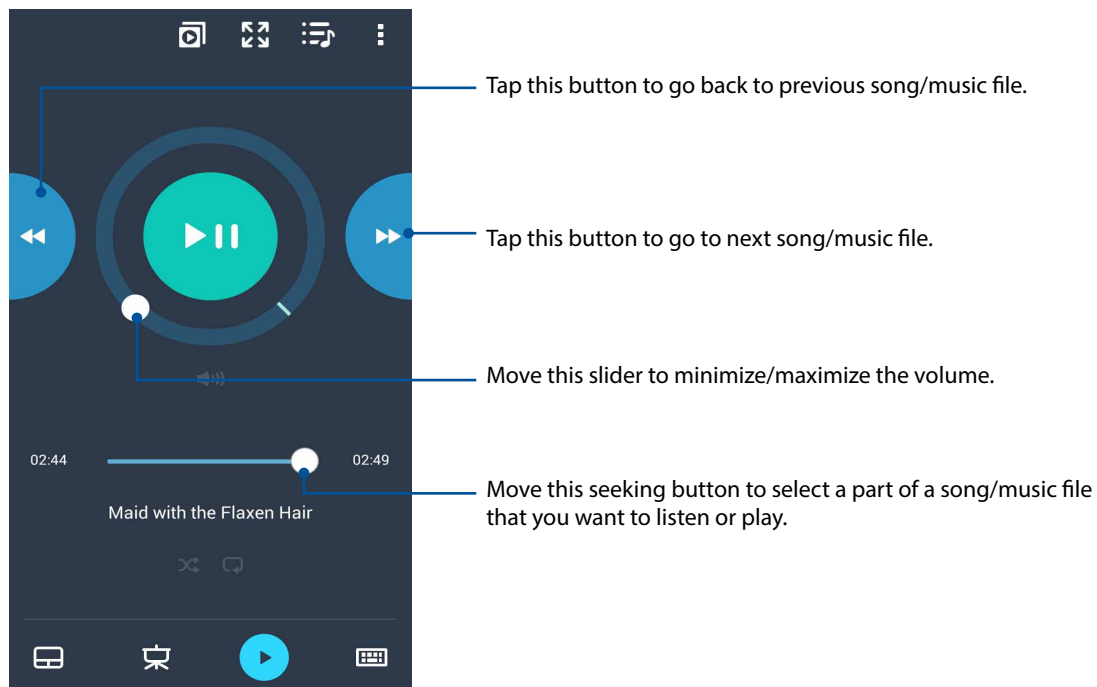 Tap this button to go back to previous song/music file.
Tap this button to go to next song/music file.
Move this slider to minimize/maximize the volume.
02:44
02:49
Move this seeking button to select a part of a song/music file
that you want to listen or play.
Maid with the Flaxen Hair